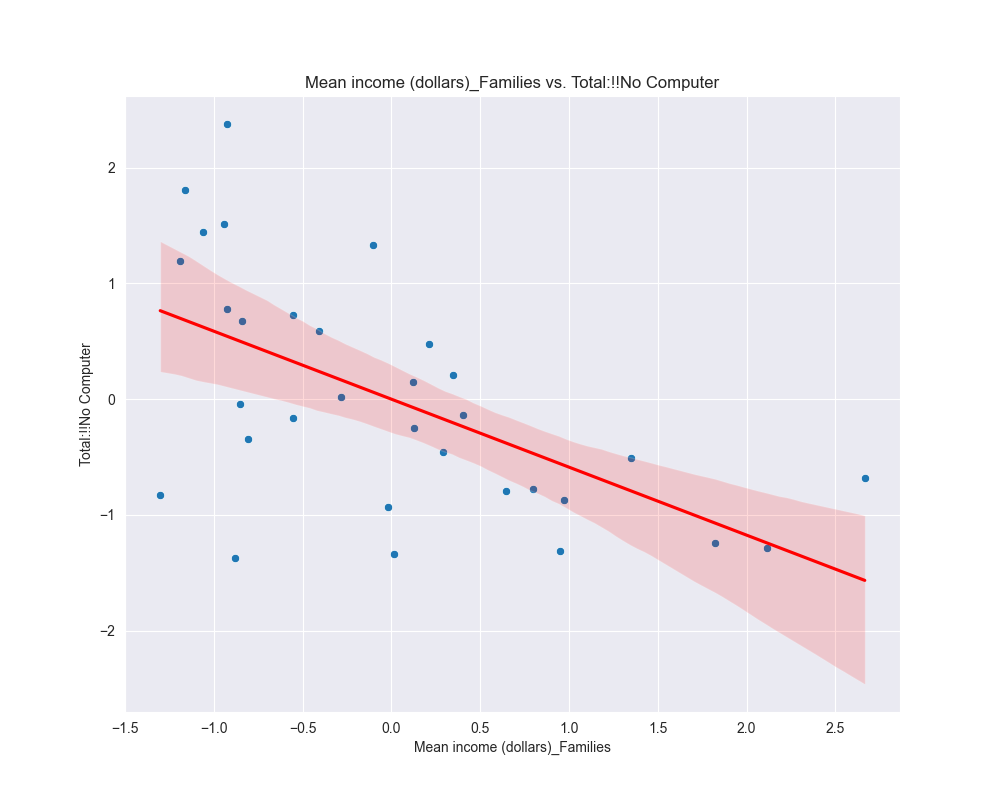 Mean income (dollars)_Families vs. Total:!!No Computer
Total:!!No Computer
2
1
0
−1
−2
−1.5 −1.0 −0.5 0.0 0.5 1.0 1.5 2.0 2.5
Mean income (dollars)_Families